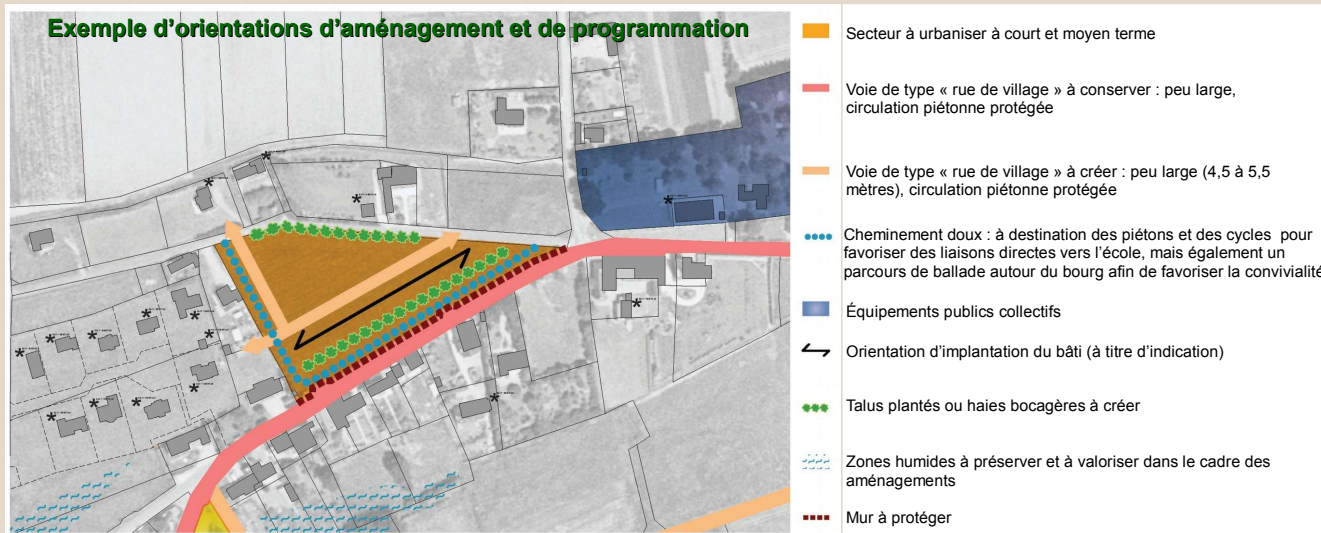 Exemple d'orientations d'aménagement et de programmation
Secteur à urbaniser à court et moyen terme
Voie de type « rue de village » à conserver : peu large,
circulation piétonne protégée
Voie de type « rue de village » à créer : peu large (4,5 à 5,5
mètres), circulation piétonne protégée
Cheminement doux : à destination des piétons et des cycles pour
favoriser des liaisons directes vers l'école, mais également un
parcours de ballade autour du bourg afin de favoriser la convivialité
Équipements publics collectifs
Orientation d'implantation du bâti (à titre d'indication)
Talus plantés ou haies bocagères à créer
Zones humides à préserver et à valoriser dans le cadre des
aménagements
Mur à protéger